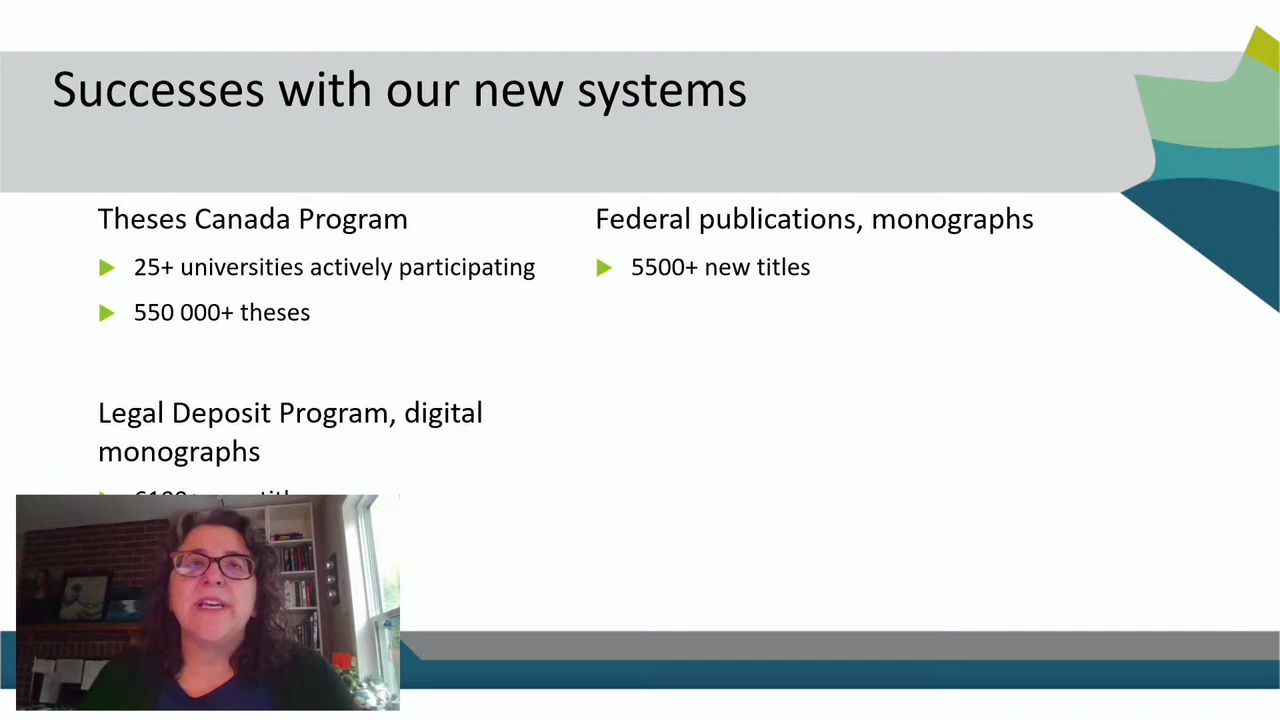 Successes with our new systems
Theses Canada Program
25+ universities actively participating
550 000+ theses
Legal Deposit Program, digital
monographs
Federal publications, monographs
5500+ new titles